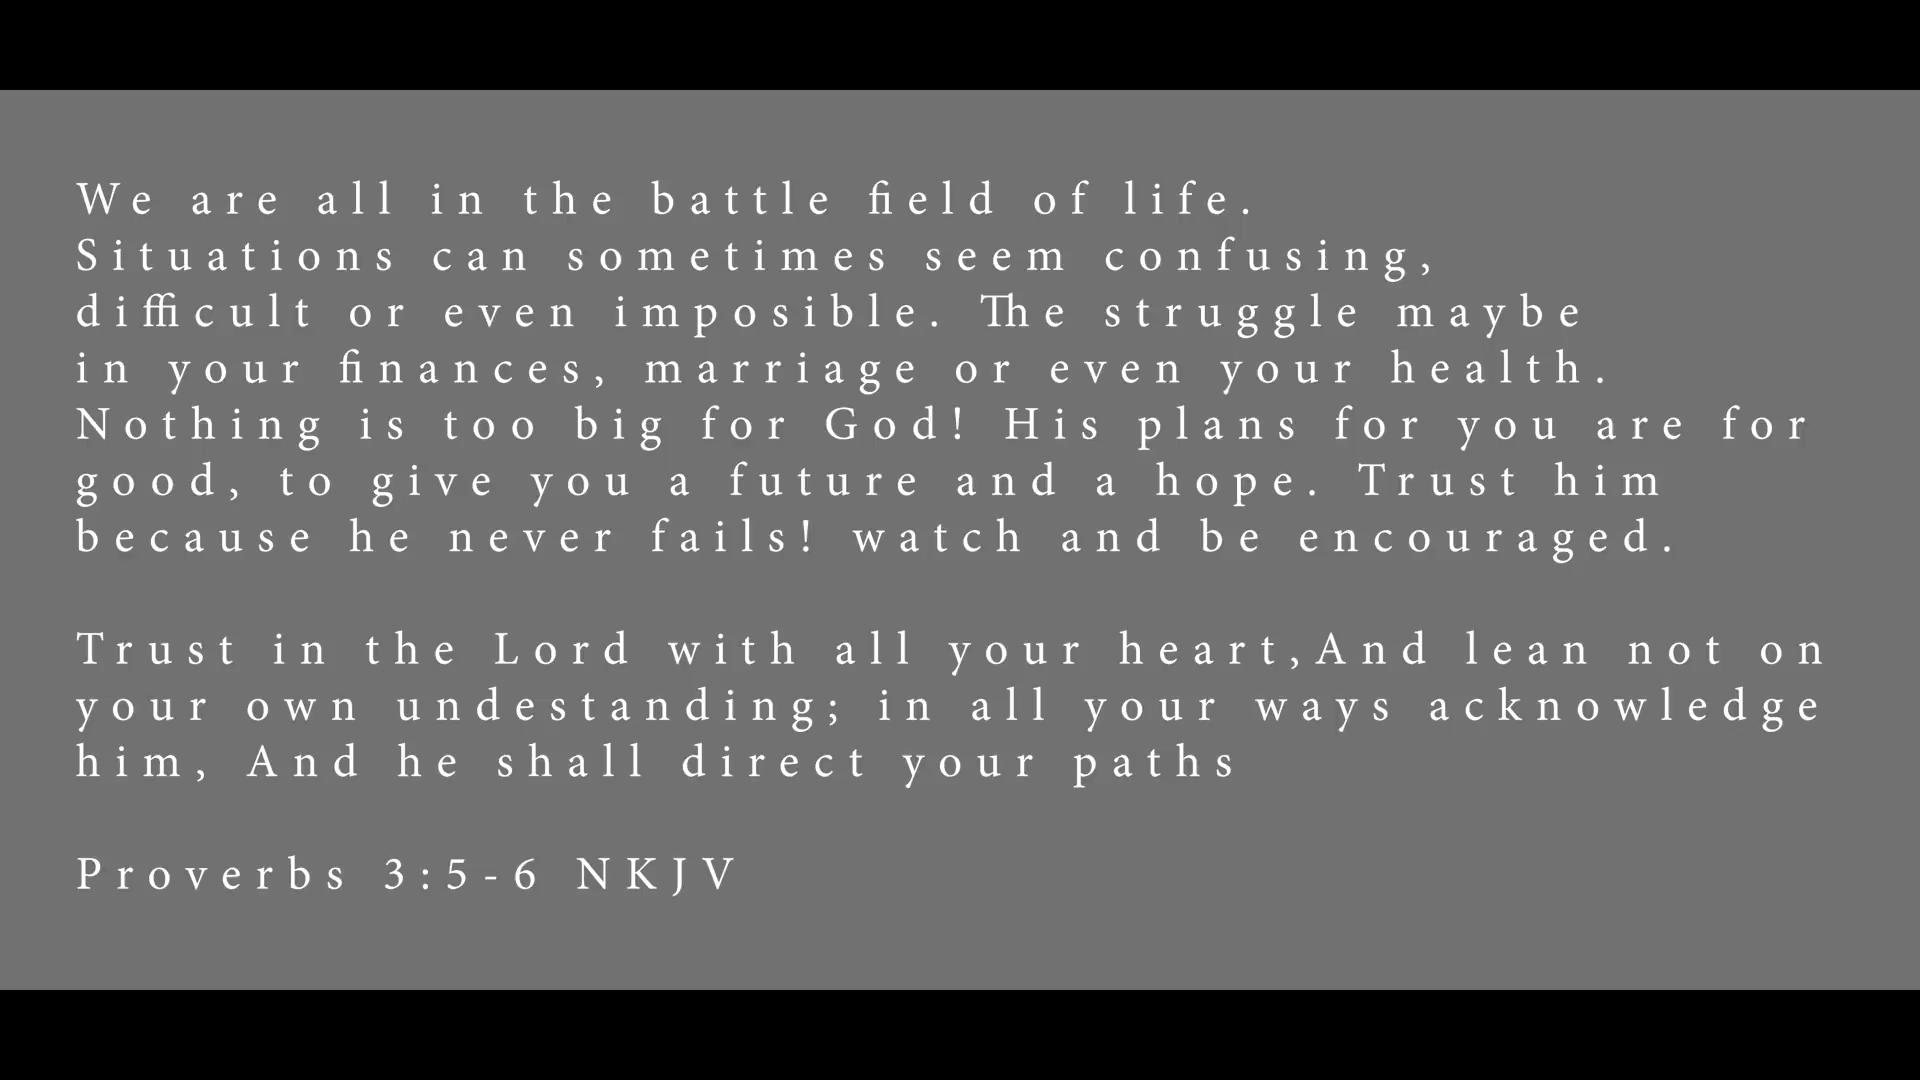 We are all in the battle field of life.
Situations can sometimes seem confusing,
difficult or even imposible. The struggle maybe
in your finances, marriage or even your health.
Nothing is too big for God! His plans for you are for
good, to give you a future and a hope. Trust him
because he never fails! watch and be encouraged.
Trust in the Lord with all your heart,And lean not on
your own undestanding; in all your ways acknowledge
him, And he shall direct your paths
Proverbs 3:5-6 NKJV